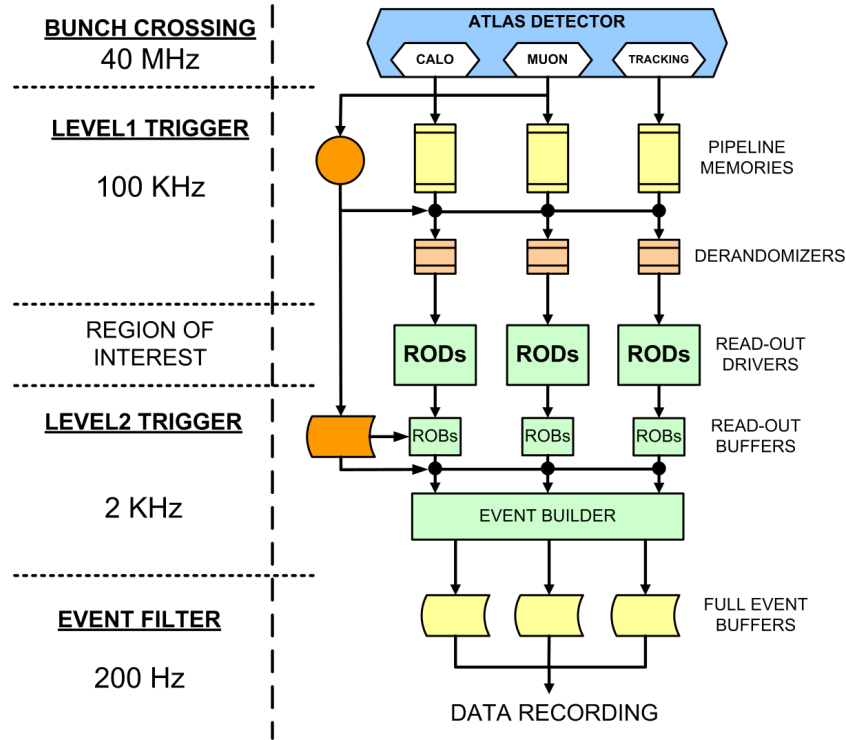 BUNCH CROSSING
40 MHz
ATLAS DETECTOR
CALO
MUON
TRACKING
LEVEL1 TRIGGER
100 KHz
PIPELINE
MEMORIES
DERANDOMIZERS
REGION OF
INTEREST
RODs
RODs
RODs
READ-OUT
DRIVERS
LEVEL2 TRIGGER
2 KHz
ROBs
ROBs
ROBs
READ-OUT
BUFFERS
EVENT BUILDER
EVENT FILTER
200 Hz
FULL EVENT
BUFFERS
DATA RECORDING